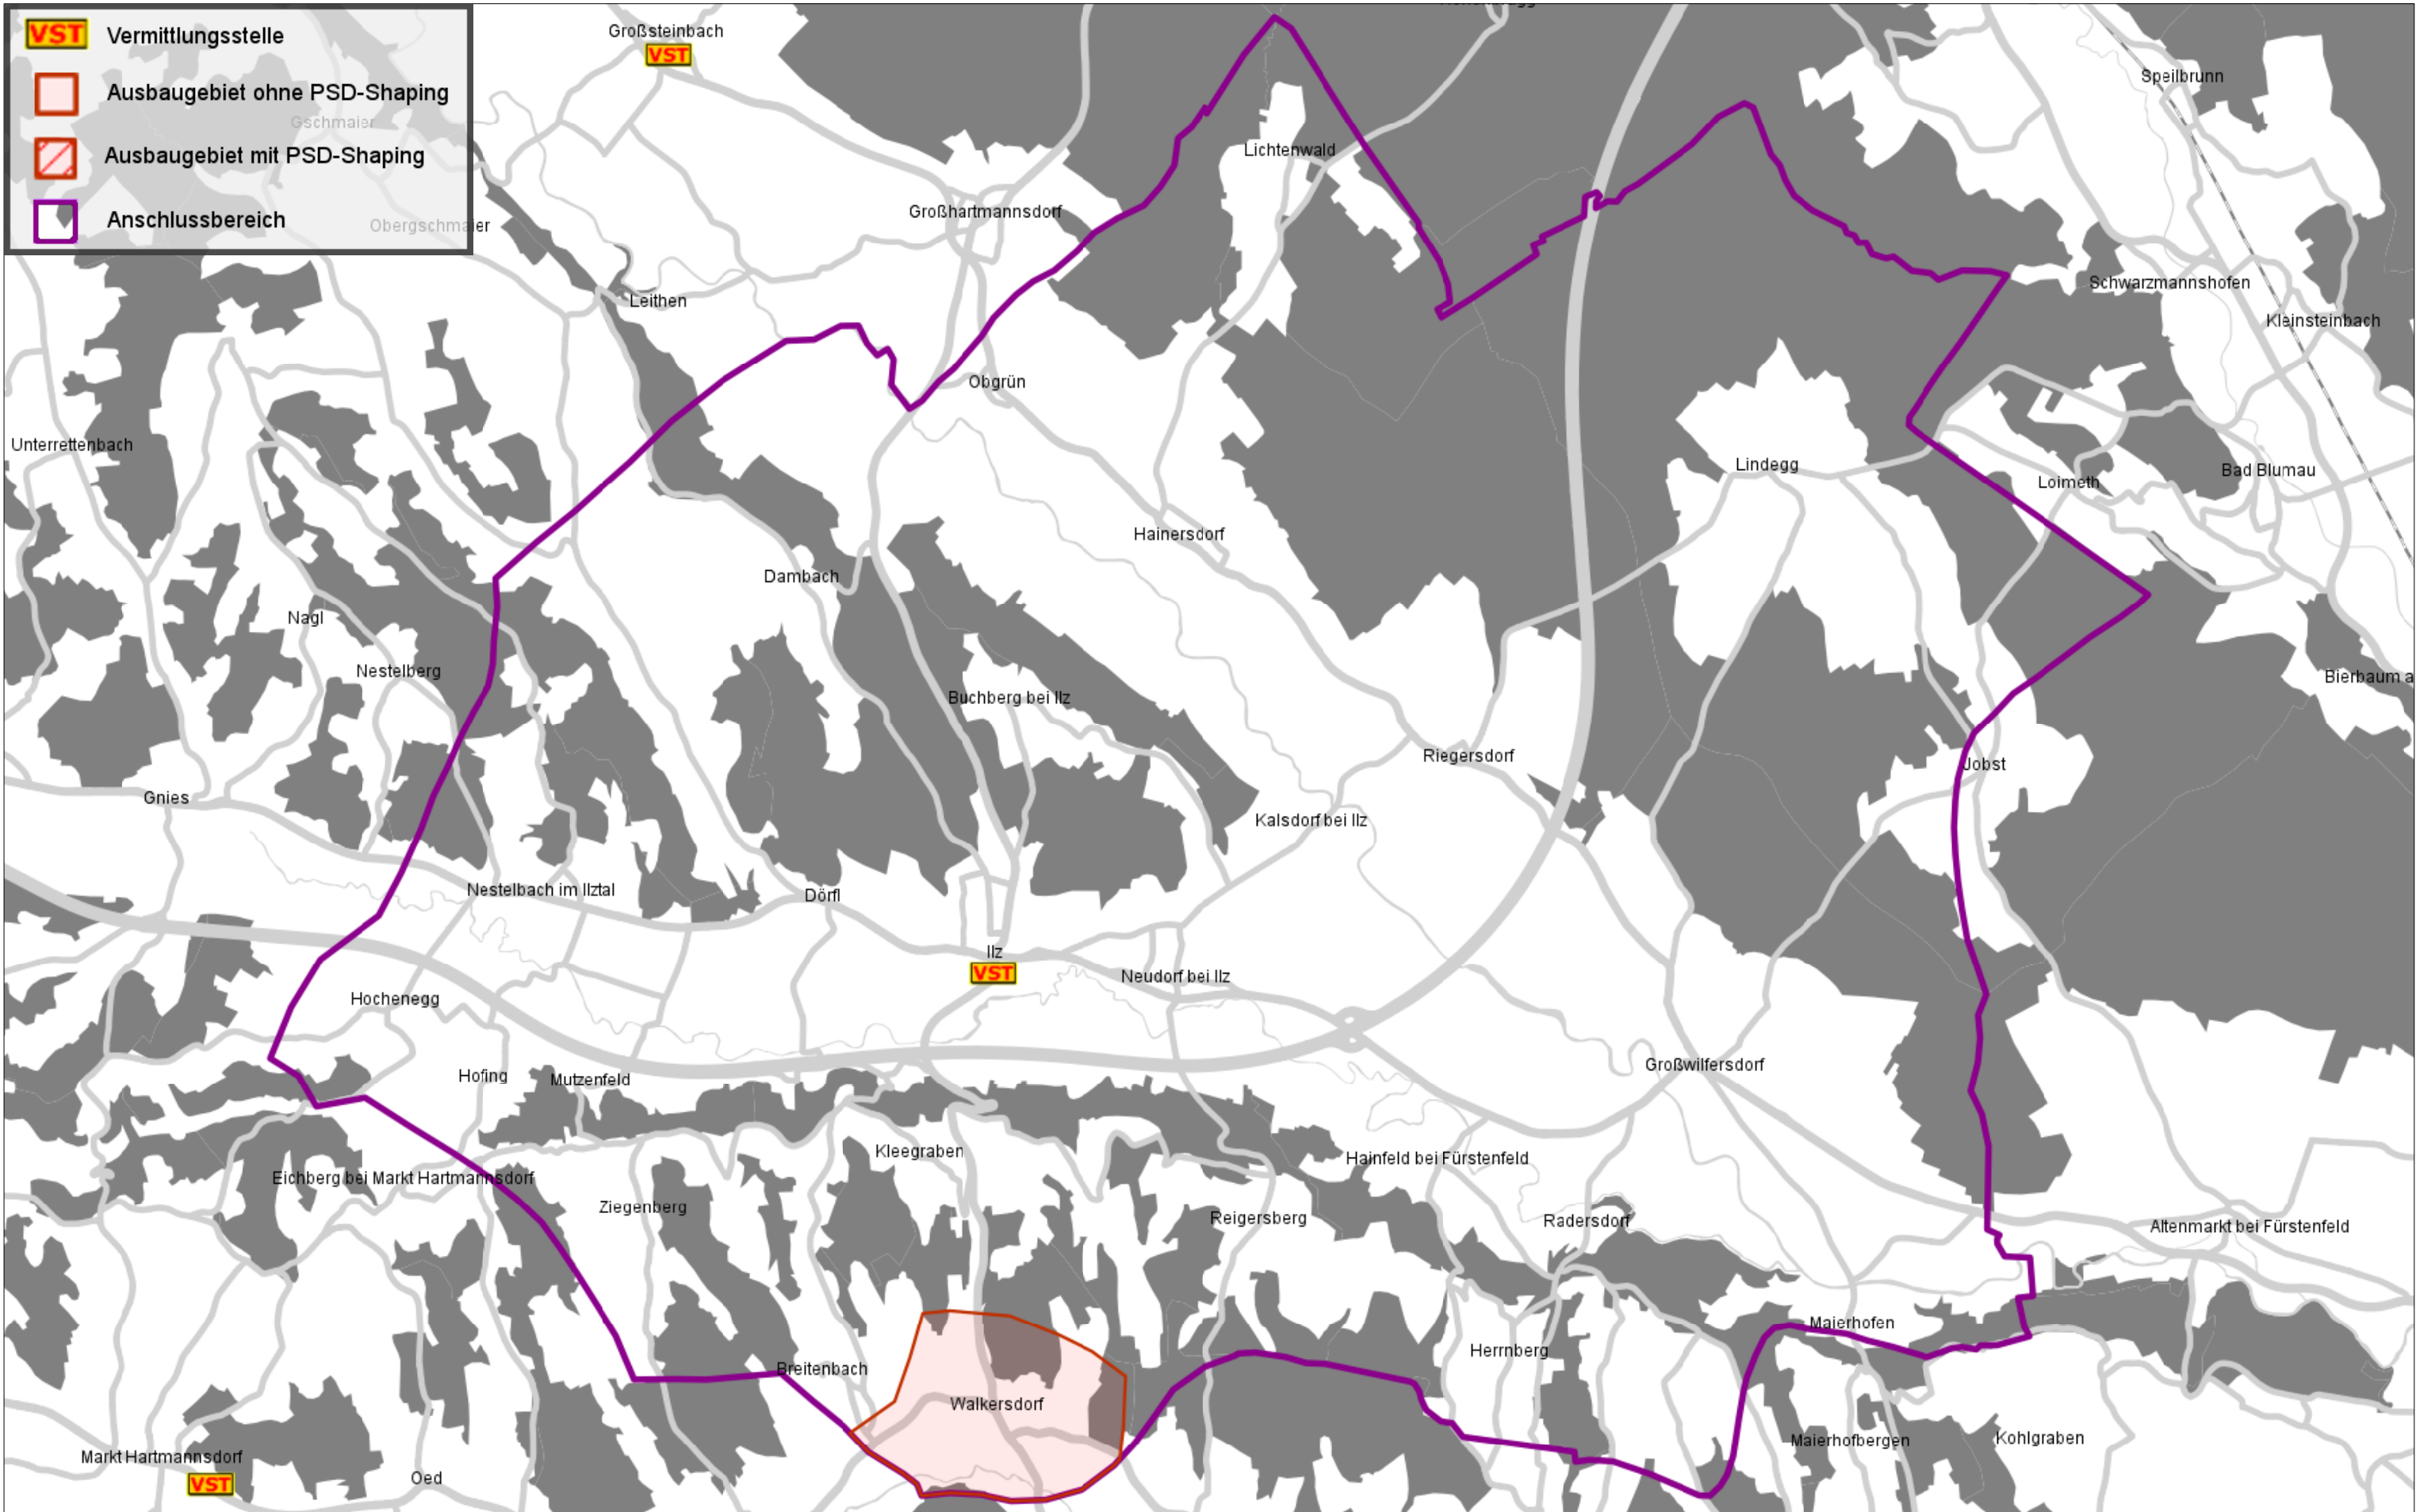 VST Vermittlungsstelle
Ausbaugebiet ohne PSD-Shaping
Gschmaier
Ausbaugebiet mit PSD-Shaping
Anschlussbereich
Obergschmaier
Großsteinbach
VST
Speilbrunn
Lichtenwald
Großhartmannsdorf
Schwarzmannshofen
Leithen
Kleinsteinbach
Obgrün
Unterrettenbach
Lindegg
Bad Blumau
Loimeth
Hainersdorf
Dambach
Nagl
Nestelberg
Bierbaum a
Buchberg bei Ilz
Riegersdorf
Jobst
Gnies
Kalsdorf bei Ilz
Nestelbach im Ilztal
Dörfl
Ilz
VST
Neudorf bei Ilz
Hochenegg
Großwilfersdorf
Hofing
Mutzenfeld
Kleegraben
Hainfeld bei Fürstenfeld
Eichberg bei Markt Hartmannsdorf
Ziegenberg
Reigersberg
Radersdorf
Altenmarkt bei Fürstenfeld
Maierhofen
Herrnberg
Breitenbach
Walkersdorf
Maierhofbergen
Kohlgraben
Markt Hartmannsdorf
VST
Oed